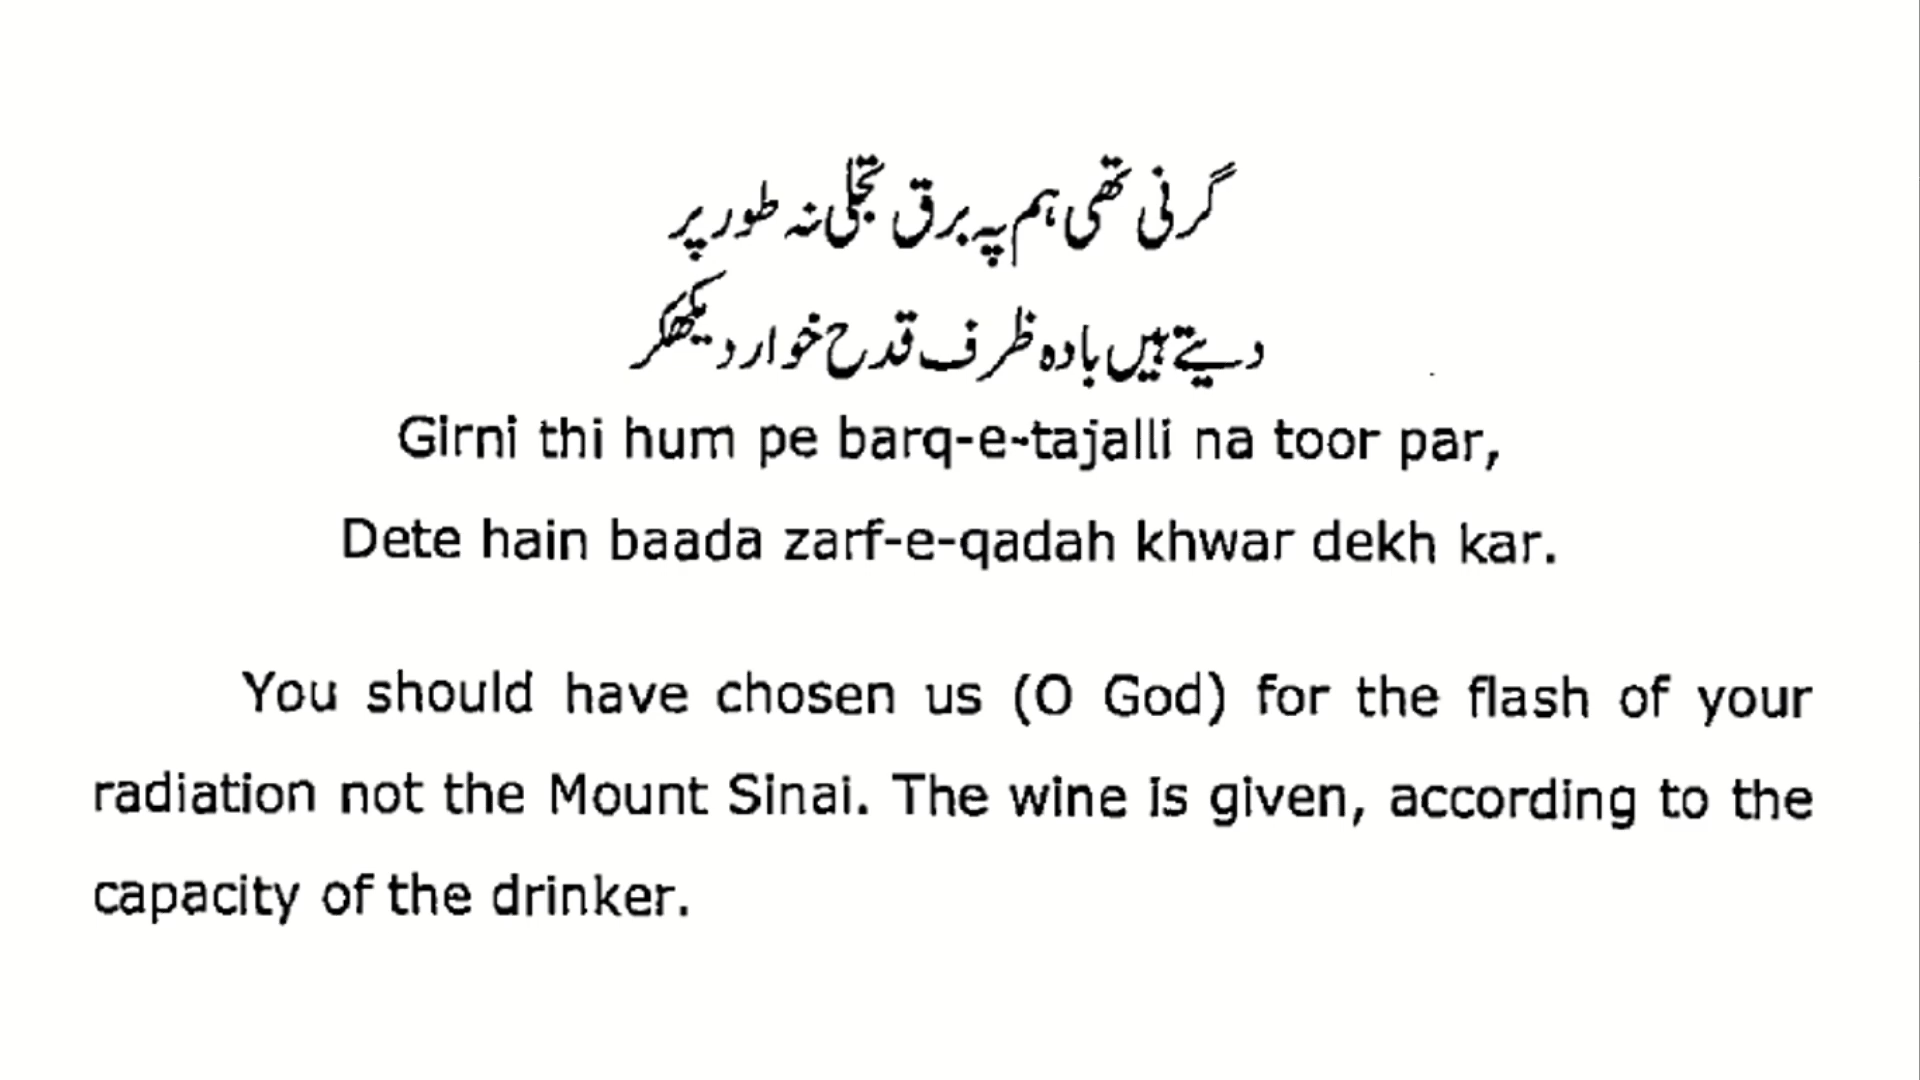 گرنی تھی ہم پہ برق تجلی نہ طور پر
دیتے ہیں بادہ ظرف قدح خوار دیکھکر
Girni thi hum pe barq-e-tajalli na toor par,
Dete hain baada zarf-e-qadah khwar dekh kar.
You should have chosen us (O God) for the flash of your
radiation not the Mount Sinai. The wine is given, according to the
capacity of the drinker.